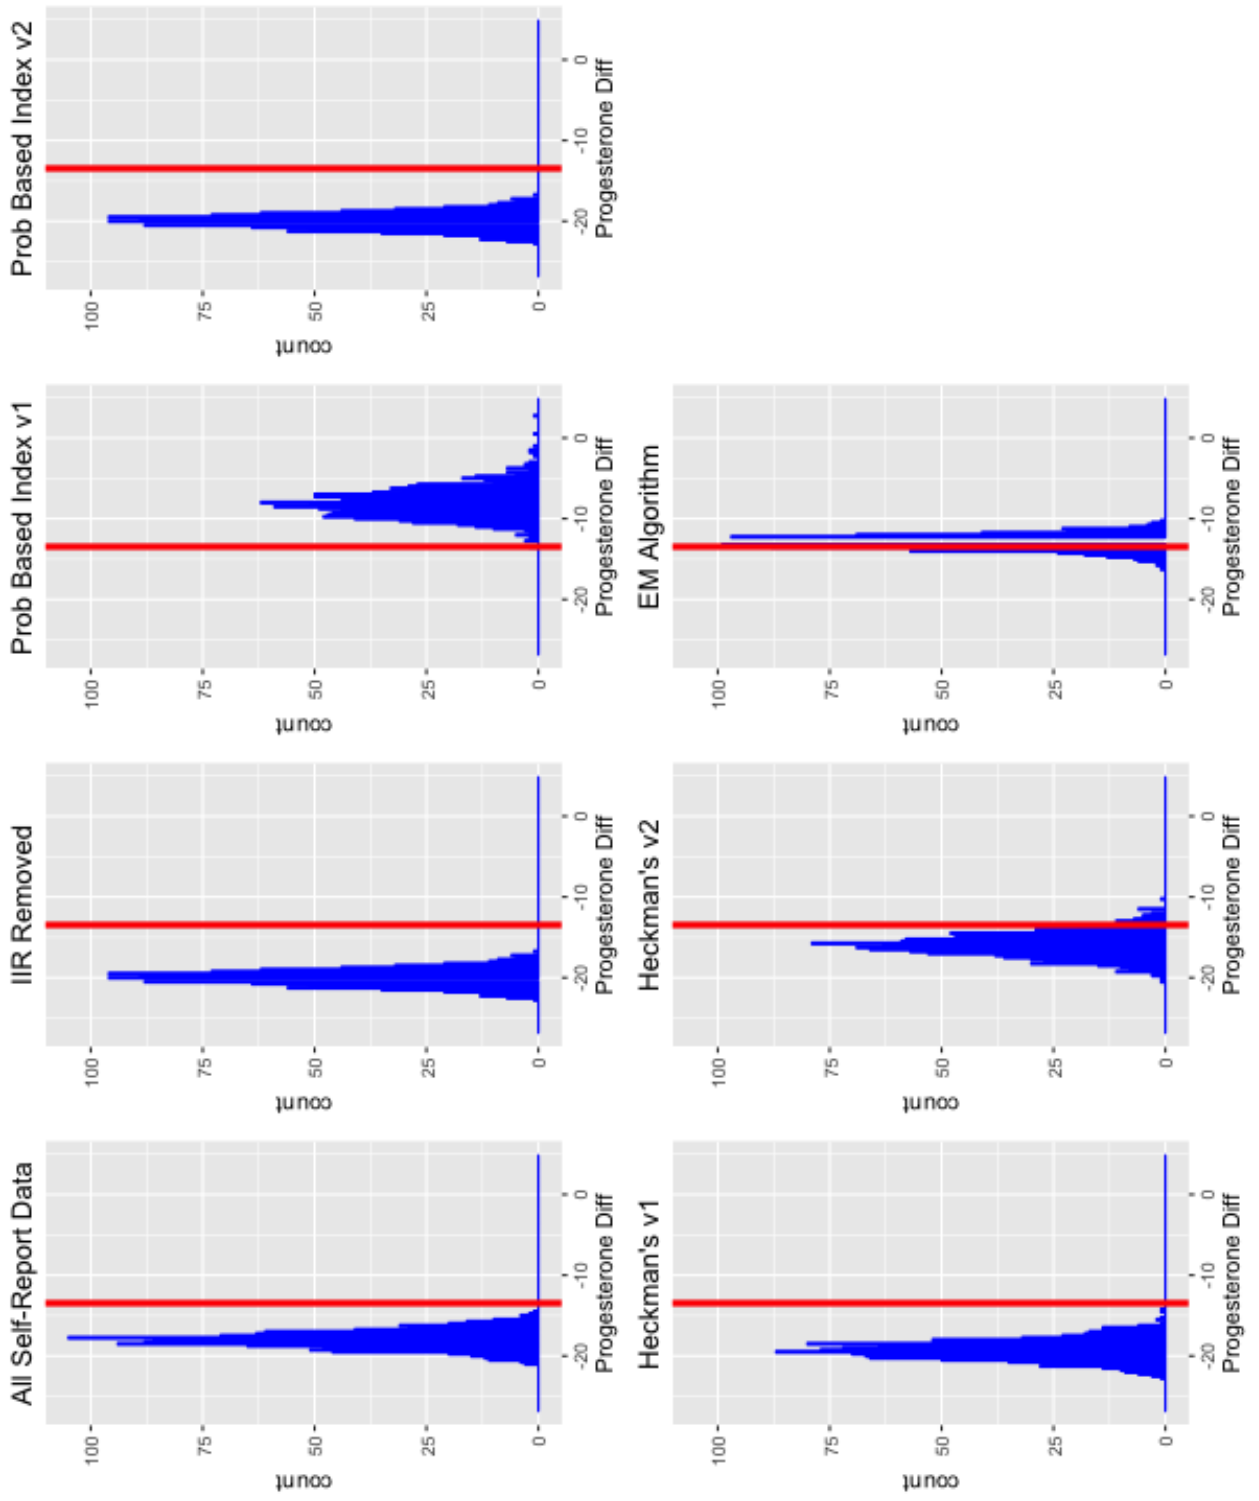 All Self-Report Data
count
100
75
50
25
0
-20
-10
0
Progesterone Diff
IIR Removed
count
100
75
50
25
0
-20
-10
0
Progesterone Diff
Prob Based Index v1
count
100
75
50
25
0
-20
-10
0
Progesterone Diff
Prob Based Index v2
count
100
75
50
25
0
-20
-10
0
Progesterone Diff
Heckman's v1
count
100
75
50
25
0
-20
-10
0
Progesterone Diff
Heckman's v2
count
100
75
50
25
0
-20
-10
0
Progesterone Diff
EM Algorithm
count
100
75
50
25
0
-20
-10
0
Progesterone Diff